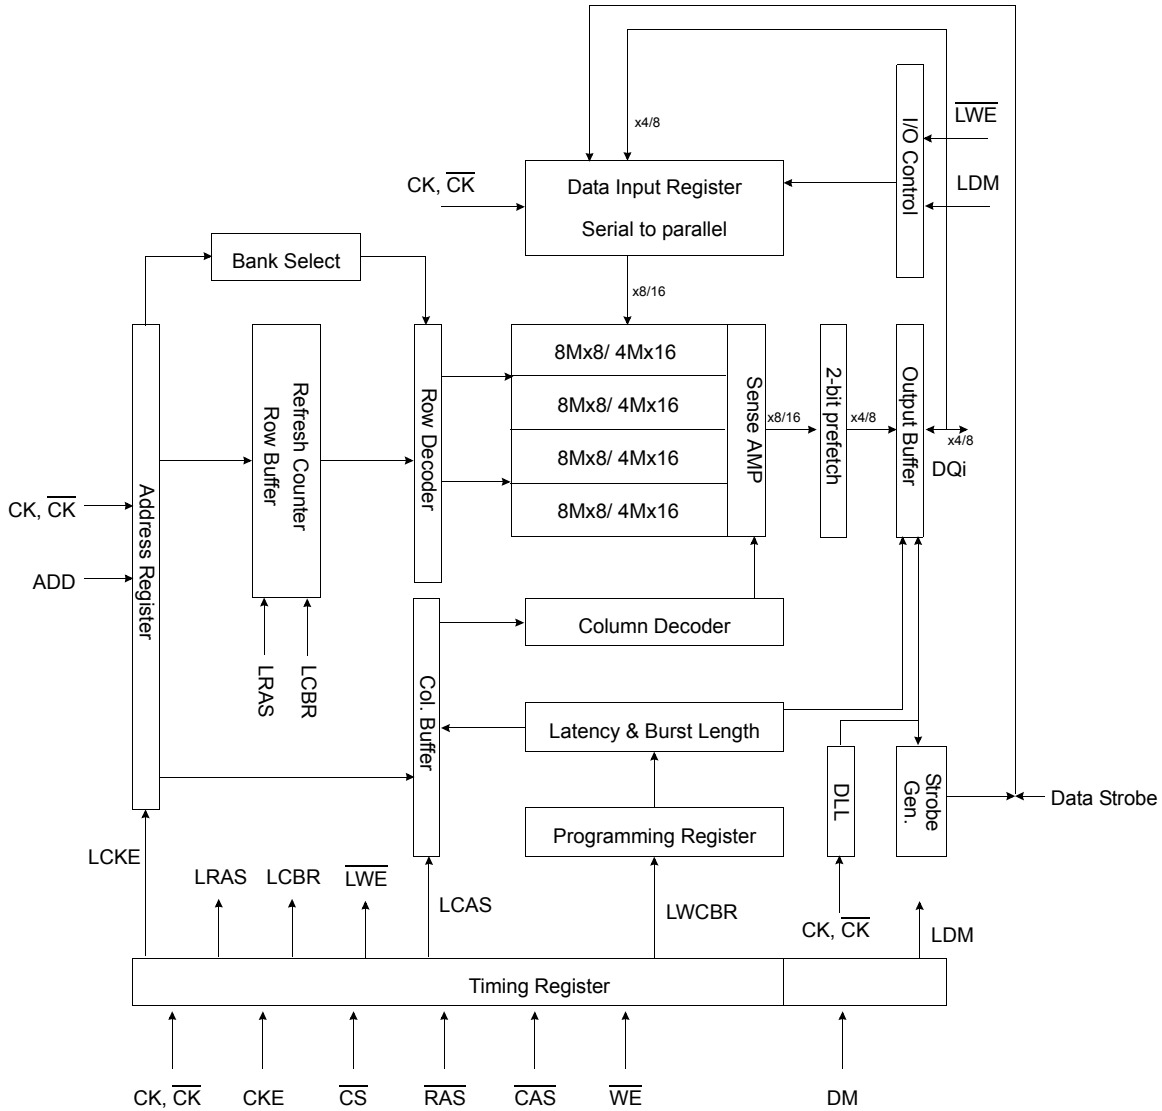 x4/8
LWE
I/O Control
CK, CK
Data Input Register
LDM
Serial to parallel
Bank Select
x8/16
8Mx8/ 4Mx16
8Mx8/ 4Mx16
8Mx8/ 4Mx16
8Mx8/ 4Mx16
Address Register
Refresh Counter
Row Buffer
Row Decoder
Sense AMP
x8/16
2-bit prefetch
x4/8
Output Buffer
x4/8
DQi
CK, CK
ADD
LRAS
LCBR
Col. Buffer
Column Decoder
Latency & Burst Length
Programming Register
DLL
Strobe
Gen.
Data Strobe
LCKE
LRAS
LCBR
LWE
LCAS
LWCBR
CK, CK
LDM
Timing Register
CK, CK
CKE
CS
RAS
CAS
WE
DM